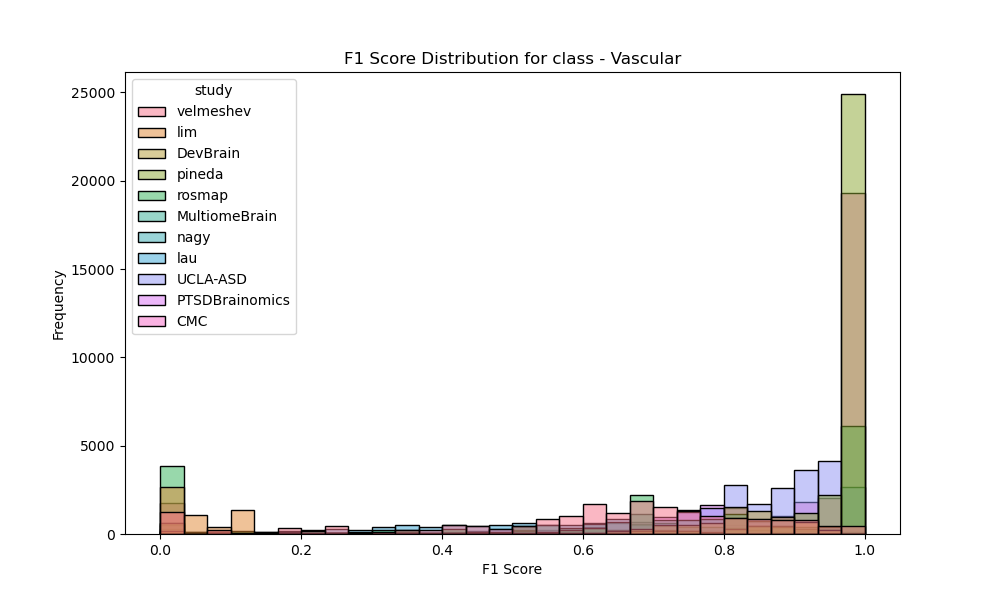 F1 Score Distribution for class - Vascular
study
velmeshev
lim
DevBrain
pineda
rosmap
MultiomeBrain
nagy
lau
UCLA-ASD
PTSDBrainomics
CMC
Frequency
25000
20000
15000
10000
5000
0
0.0 0.2 0.4 0.6 0.8 1.0
F1 Score